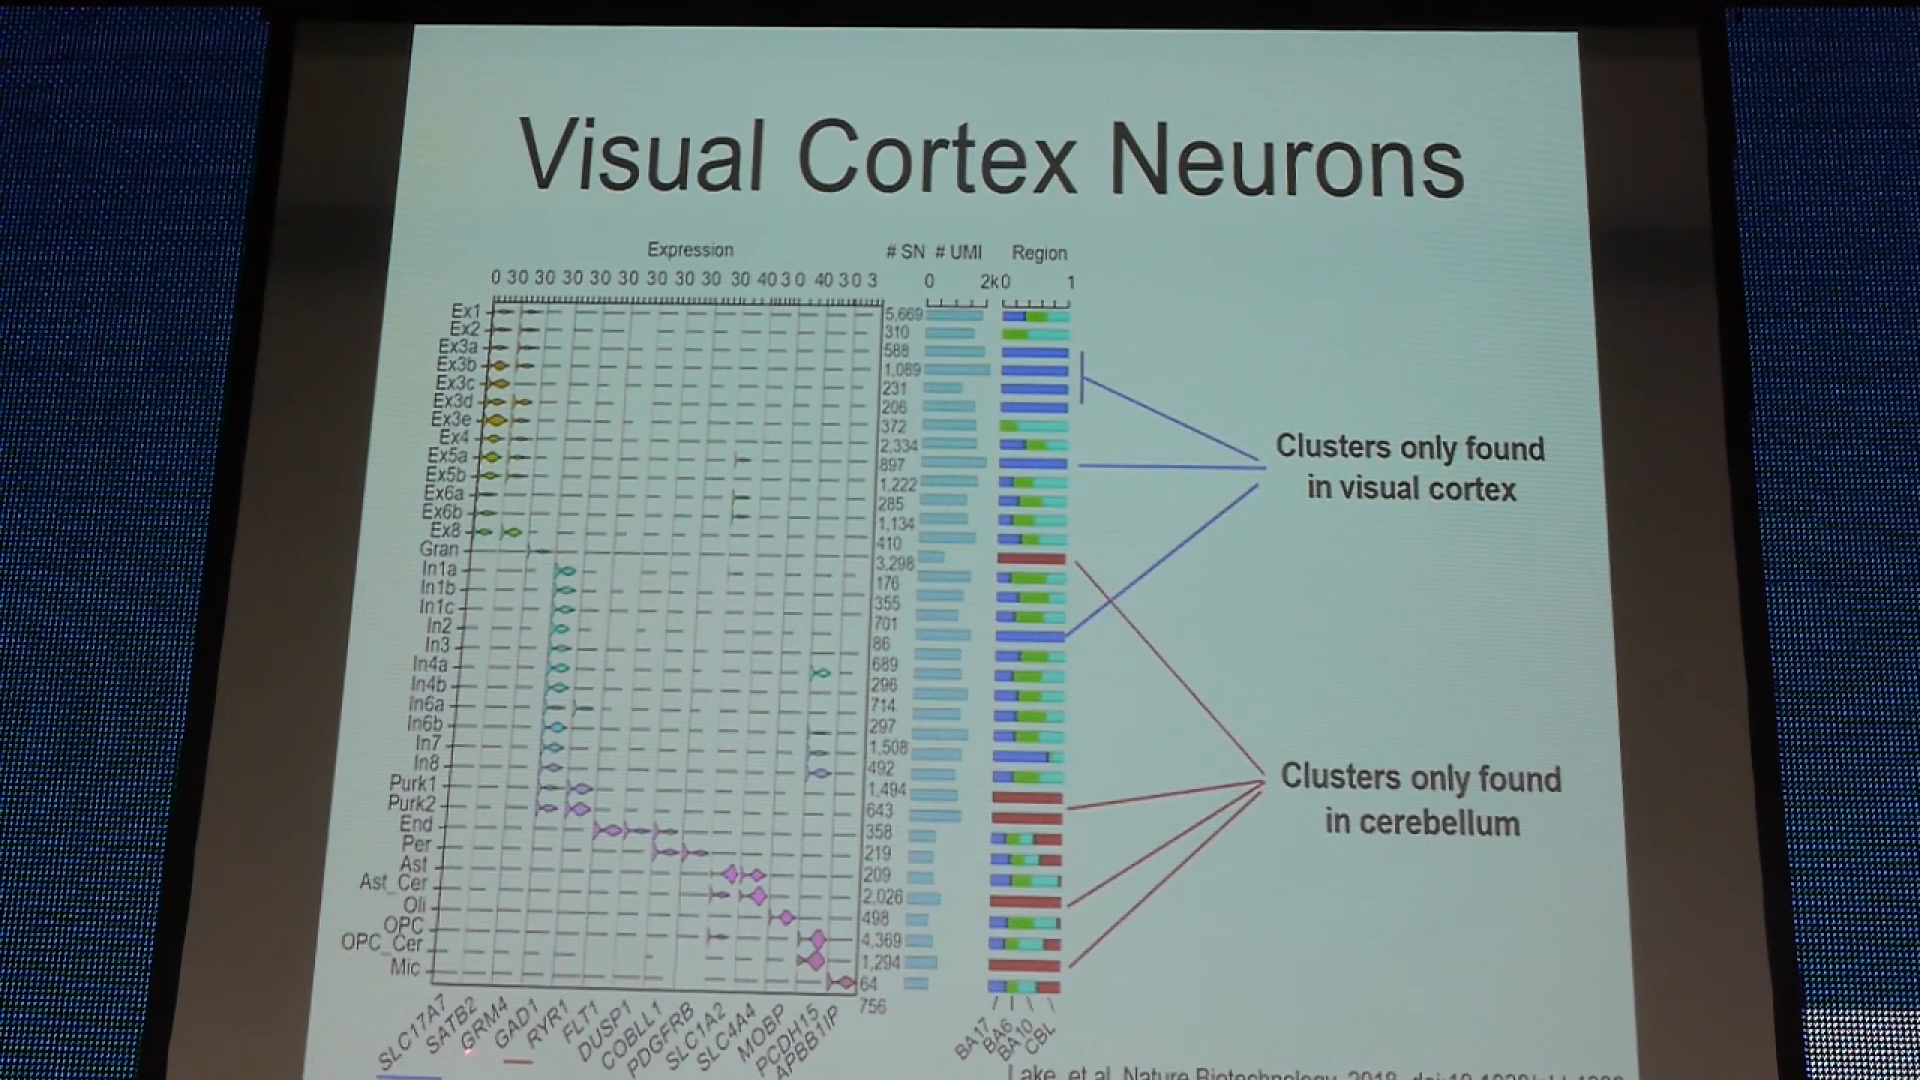 Visual Cortex Neurons
Expression
# SN # UMI
Region
0 30 30 30 30 30 30 30 30 30 40 3 0 40 3 0 3
0 2k 0 1
Ex1 5,669
Ex2 310
Ex3a 588
Ex3b 1,089
Ex3c 231
Ex3d 206
Ex3e 372
Ex4 2,334
Ex5a 897
Ex5b 1,222
Ex6a 285
Ex6b 1,134
Ex8 410
Gran 3,298
In1a 176
In1b 355
In1c 701
In2 86
In3 689
In4a 296
In4b 714
In6a 297
In6b 1,508
In7 492
In8 1,494
Purk1 643
Purk2 358
End 219
Per 209
Ast 2,026
Ast_Cer 498
Oli 4,369
OPC 1,294
OPC_Cer 64
Mic 756
Clusters only found
in visual cortex
Clusters only found
in cerebellum
SLC17A7
SATB2
GRM4
GAD1
RYR1
FLT1
DUSP1
COBLL1
PDGFRB
SLC1A2
SLC4A4
MOBP
PCDH15
APBB1IP
BA17
BA6
BA10
CBL
Lake, et al. Nature Biotechnology, 2018.